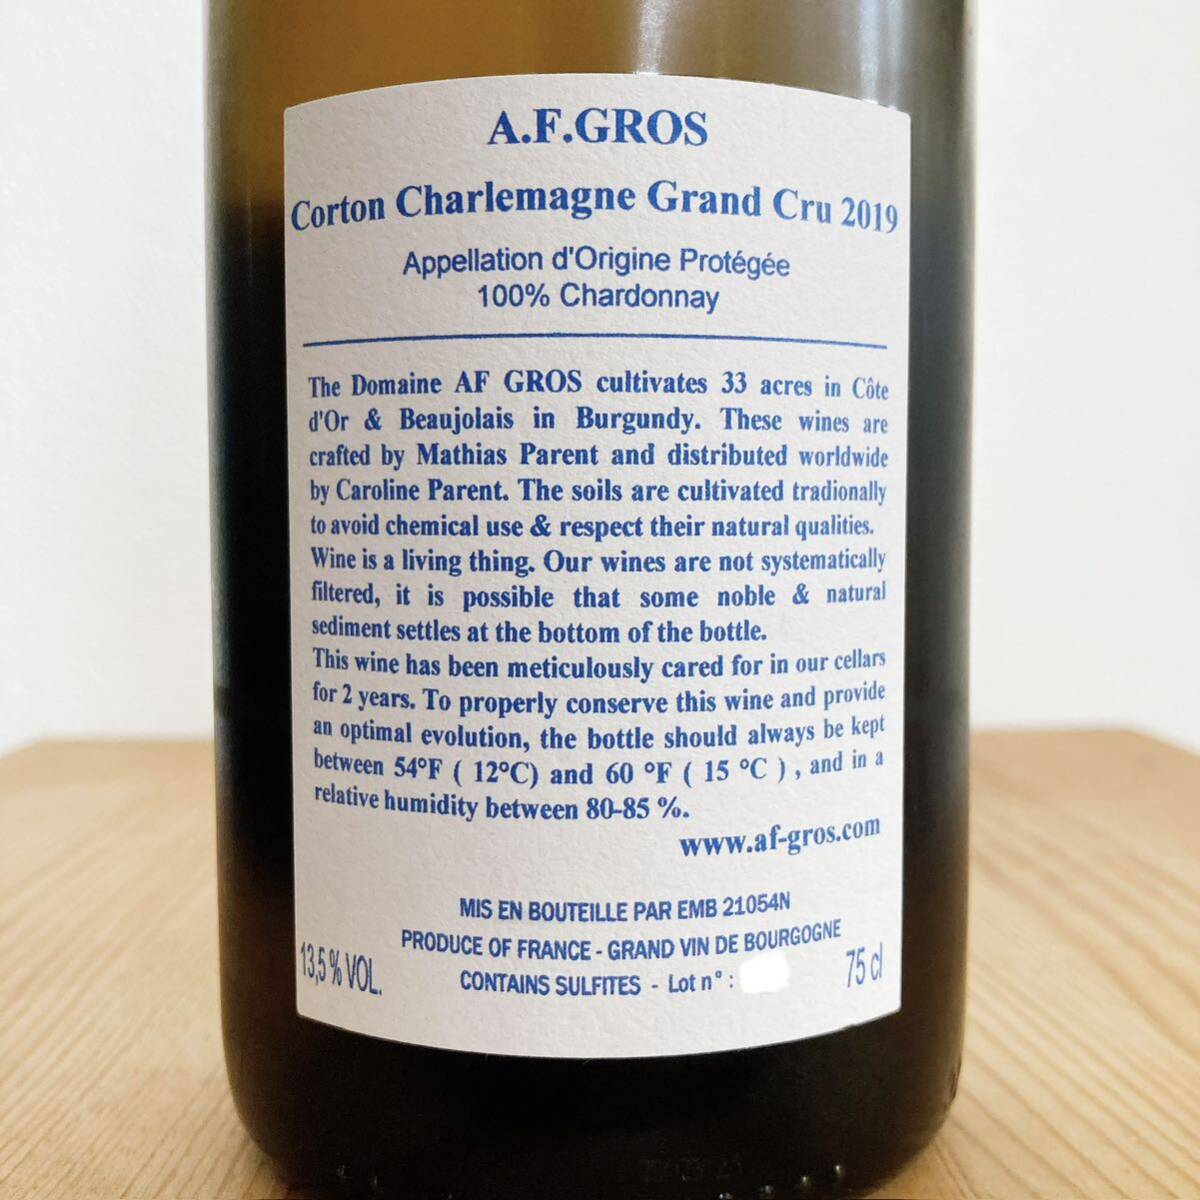 A.F.GROS
Corton Charlemagne Grand Cru 2019
Appellation d'Origine Protégée
100% Chardonnay
The Domaine AF GROS cultivates 33 acres in Côte
d'Or & Beaujolais in Burgundy. These wines are
crafted by Mathias Parent and distributed worldwide
by Caroline Parent. The soils are cultivated tradionally
to avoid chemical use & respect their natural qualities.
Wine is a living thing. Our wines are not systematically
filtered, it is possible that some noble & natural
sediment settles at the bottom of the bottle.
This wine has been meticulously cared for in our cellars
for 2 years. To properly conserve this wine and provide
an optimal evolution, the bottle should always be kept
between 54°F ( 12°C) and 60 °F ( 15 °C ) , and in a
relative humidity between 80-85 %.
www.af-gros.com
MIS EN BOUTEILLE PAR EMB 21054N
PRODUCE OF FRANCE - GRAND VIN DE BOURGOGNE
13,5 % VOL.
CONTAINS SULFITES - Lot n° :
75 cl